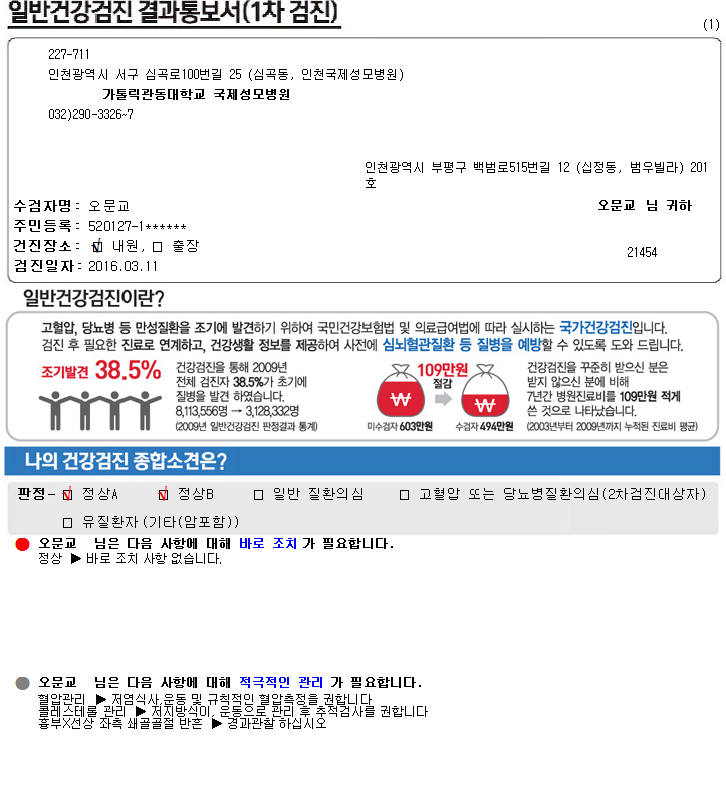 일반건강검진 결과통보서(1차 검진)
(1)
227-711
인천광역시 서구 심곡로100번길 25 (심곡동, 인천국제성모병원)
가톨릭관동대학교 국제성모병원
032)290-3326~7
인천광역시 부평구 백범로515번길 12 (십정동, 범우빌라) 201
호
수검자명: 오문교
오문교 님 귀하
주민등록: 520127-1******
건진장소: ☑ 내원, □ 출장
21454
검진일자: 2016.03.11
일반건강검진이란?
고혈압, 당뇨병 등 만성질환을 조기에 발견하기 위하여 국민건강보험법 및 의료급여법에 따라 실시하는 국가건강검진입니다.
검진 후 필요한 진료로 연계하고, 건강생활 정보를 제공하여 사전에 심뇌혈관질환 등 질병을 예방할 수 있도록 도와 드립니다.
조기발견 38.5%
건강검진을 통해 2009년
전체 검진자 38.5%가 초기에
질병을 발견 하였습니다.
8,113,556명 → 3,128,332명
(2009년 일반건강검진 판정결과 통계)
109만원
절감
₩
₩
미수검자 603만원
수검자 494만원
건강검진을 꾸준히 받으신 분은
받지 않으신 분에 비해
7년간 병원진료비를 109만원 적게
쓴 것으로 나타났습니다.
(2003년부터 2009년까지 누적된 진료비 평균)
나의 건강검진 종합소견은?
판정- ☑ 정상A ☑ 정상B □ 일반 질환의심 □ 고혈압 또는 당뇨병질환의심(2차검진대상자)
□ 유질환자(기타(암포함))
● 오문교 님은 다음 사항에 대해 바로 조치 가 필요합니다.
정상 ▶ 바로 조치 사항 없습니다.
● 오문교 님은 다음 사항에 대해 적극적인 관리 가 필요합니다.
혈압관리 ▶ 저염식사,운동 및 규칙적인 혈압측정을 권합니다
콜레스테롤 관리 ▶ 저지방식이, 운동으로 관리 후 추적검사를 권합니다
흉부X선상 좌측 쇄골골절 반흔 ▶ 경과관찰 하십시오